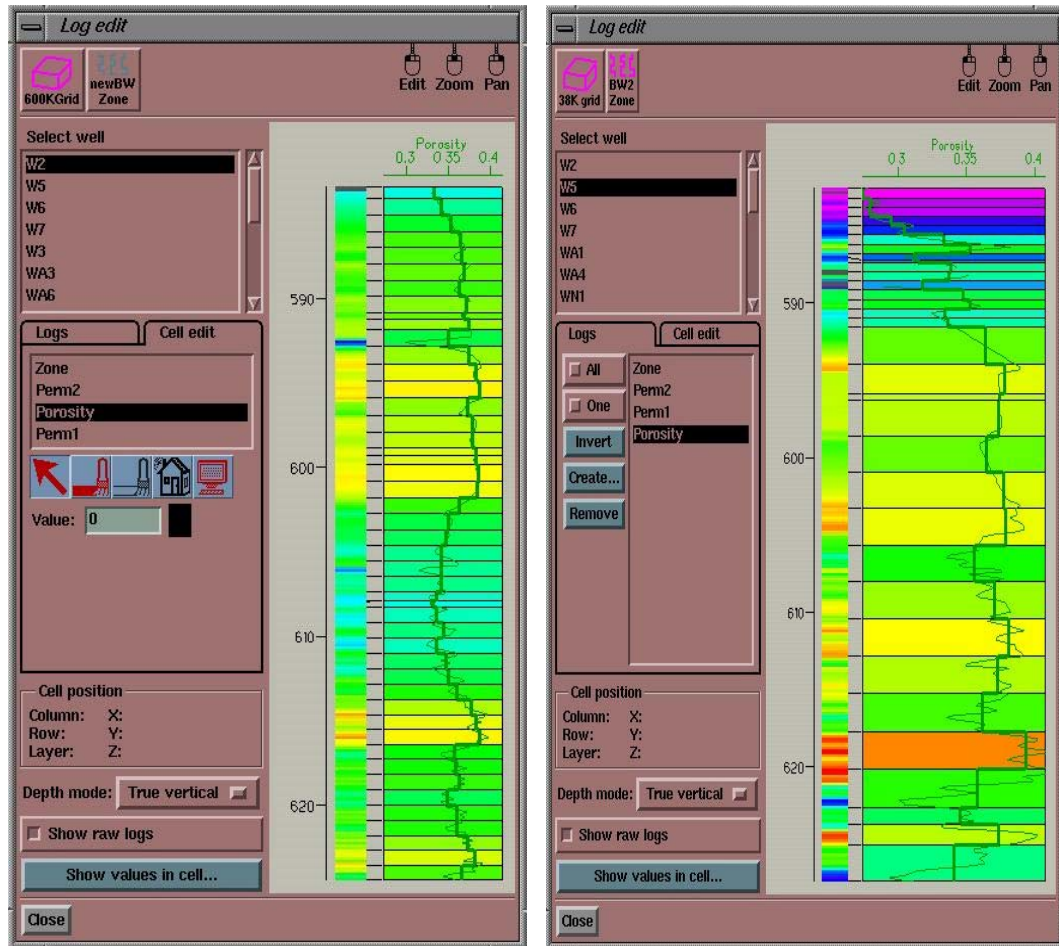 Log edit
600KGrid
newBW
Zone
Edit Zoom Pan
Select well
W2
W5
W6
W7
W3
WA3
WA6
Logs
Cell edit
Zone
Perm2
Porosity
Perm1
Value: 0
Cell position
Column: X:
Row: Y:
Layer: Z:
Depth mode: True vertical
Show raw logs
Show values in cell...
Close
Porosity
0.3 0.35 0.4
590
600
610
620
Log edit
38K grid
BW2
Zone
Edit Zoom Pan
Select well
W2
W5
W6
W7
WA1
WA4
WN1
Logs
Cell edit
All
One
Invert
Create...
Remove
Zone
Perm2
Perm1
Porosity
Cell position
Column: X:
Row: Y:
Layer: Z:
Depth mode: True vertical
Show raw logs
Show values in cell...
Close
Porosity
0.3 0.35 0.4
590
600
610
620